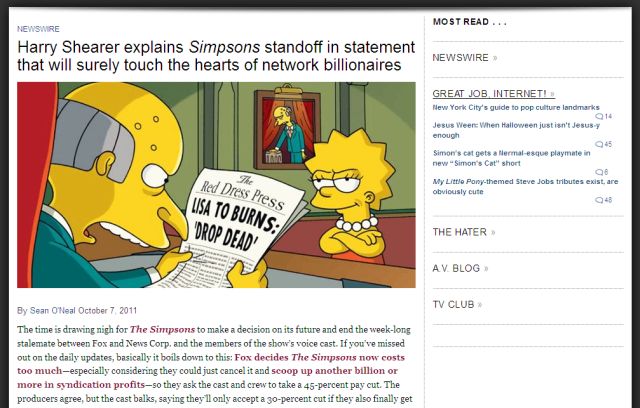 NEWSWIRE
Harry Shearer explains Simpsons standoff in statement
that will surely touch the hearts of network billionaires
The
Red Dress Press
LISA TO BURNS:
'DROP DEAD'
By Sean O'Neal October 7, 2011
The time is drawing nigh for The Simpsons to make a decision on its future and end the week-long
stalemate between Fox and News Corp. and the members of the show's voice cast. If you've missed
out on the daily updates, basically it boils down to this: Fox decides The Simpsons now costs
too much—especially considering they could just cancel it and scoop up another billion or
more in syndication profits—so they ask the cast and crew to take a 45-percent pay cut. The
producers agree, but the cast balks, saying they'll only accept a 30-percent cut if they also finally get
MOST READ . . .
NEWSWIRE »
GREAT JOB, INTERNET! »
New York City's guide to pop culture landmarks
14
Jesus Ween: When Halloween just isn't Jesus-y
enough
45
Simon's cat gets a Nermal-esque playmate in
new "Simon's Cat" short
6
My Little Pony-themed Steve Jobs tributes exist, are
obviously cute
48
THE HATER »
A.V. BLOG »
TV CLUB »